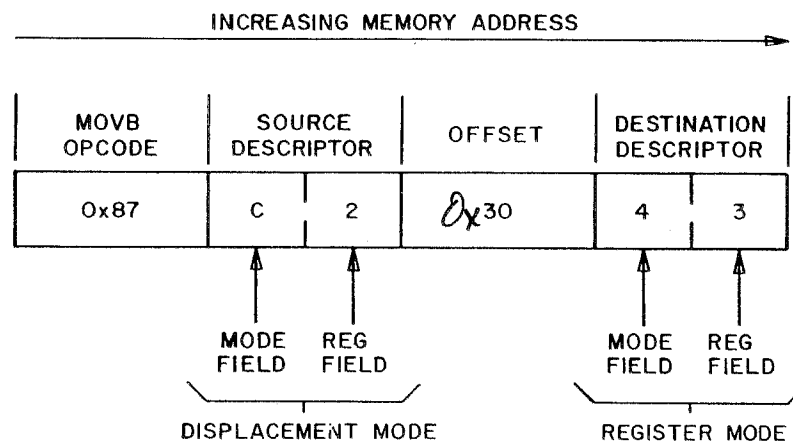 INCREASING MEMORY ADDRESS
MOVB OPCODE
SOURCE DESCRIPTOR
OFFSET
DESTINATION DESCRIPTOR
0x87
C
2
0x30
4
3
MODE FIELD
REG FIELD
MODE FIELD
REG FIELD
DISPLACEMENT MODE
REGISTER MODE